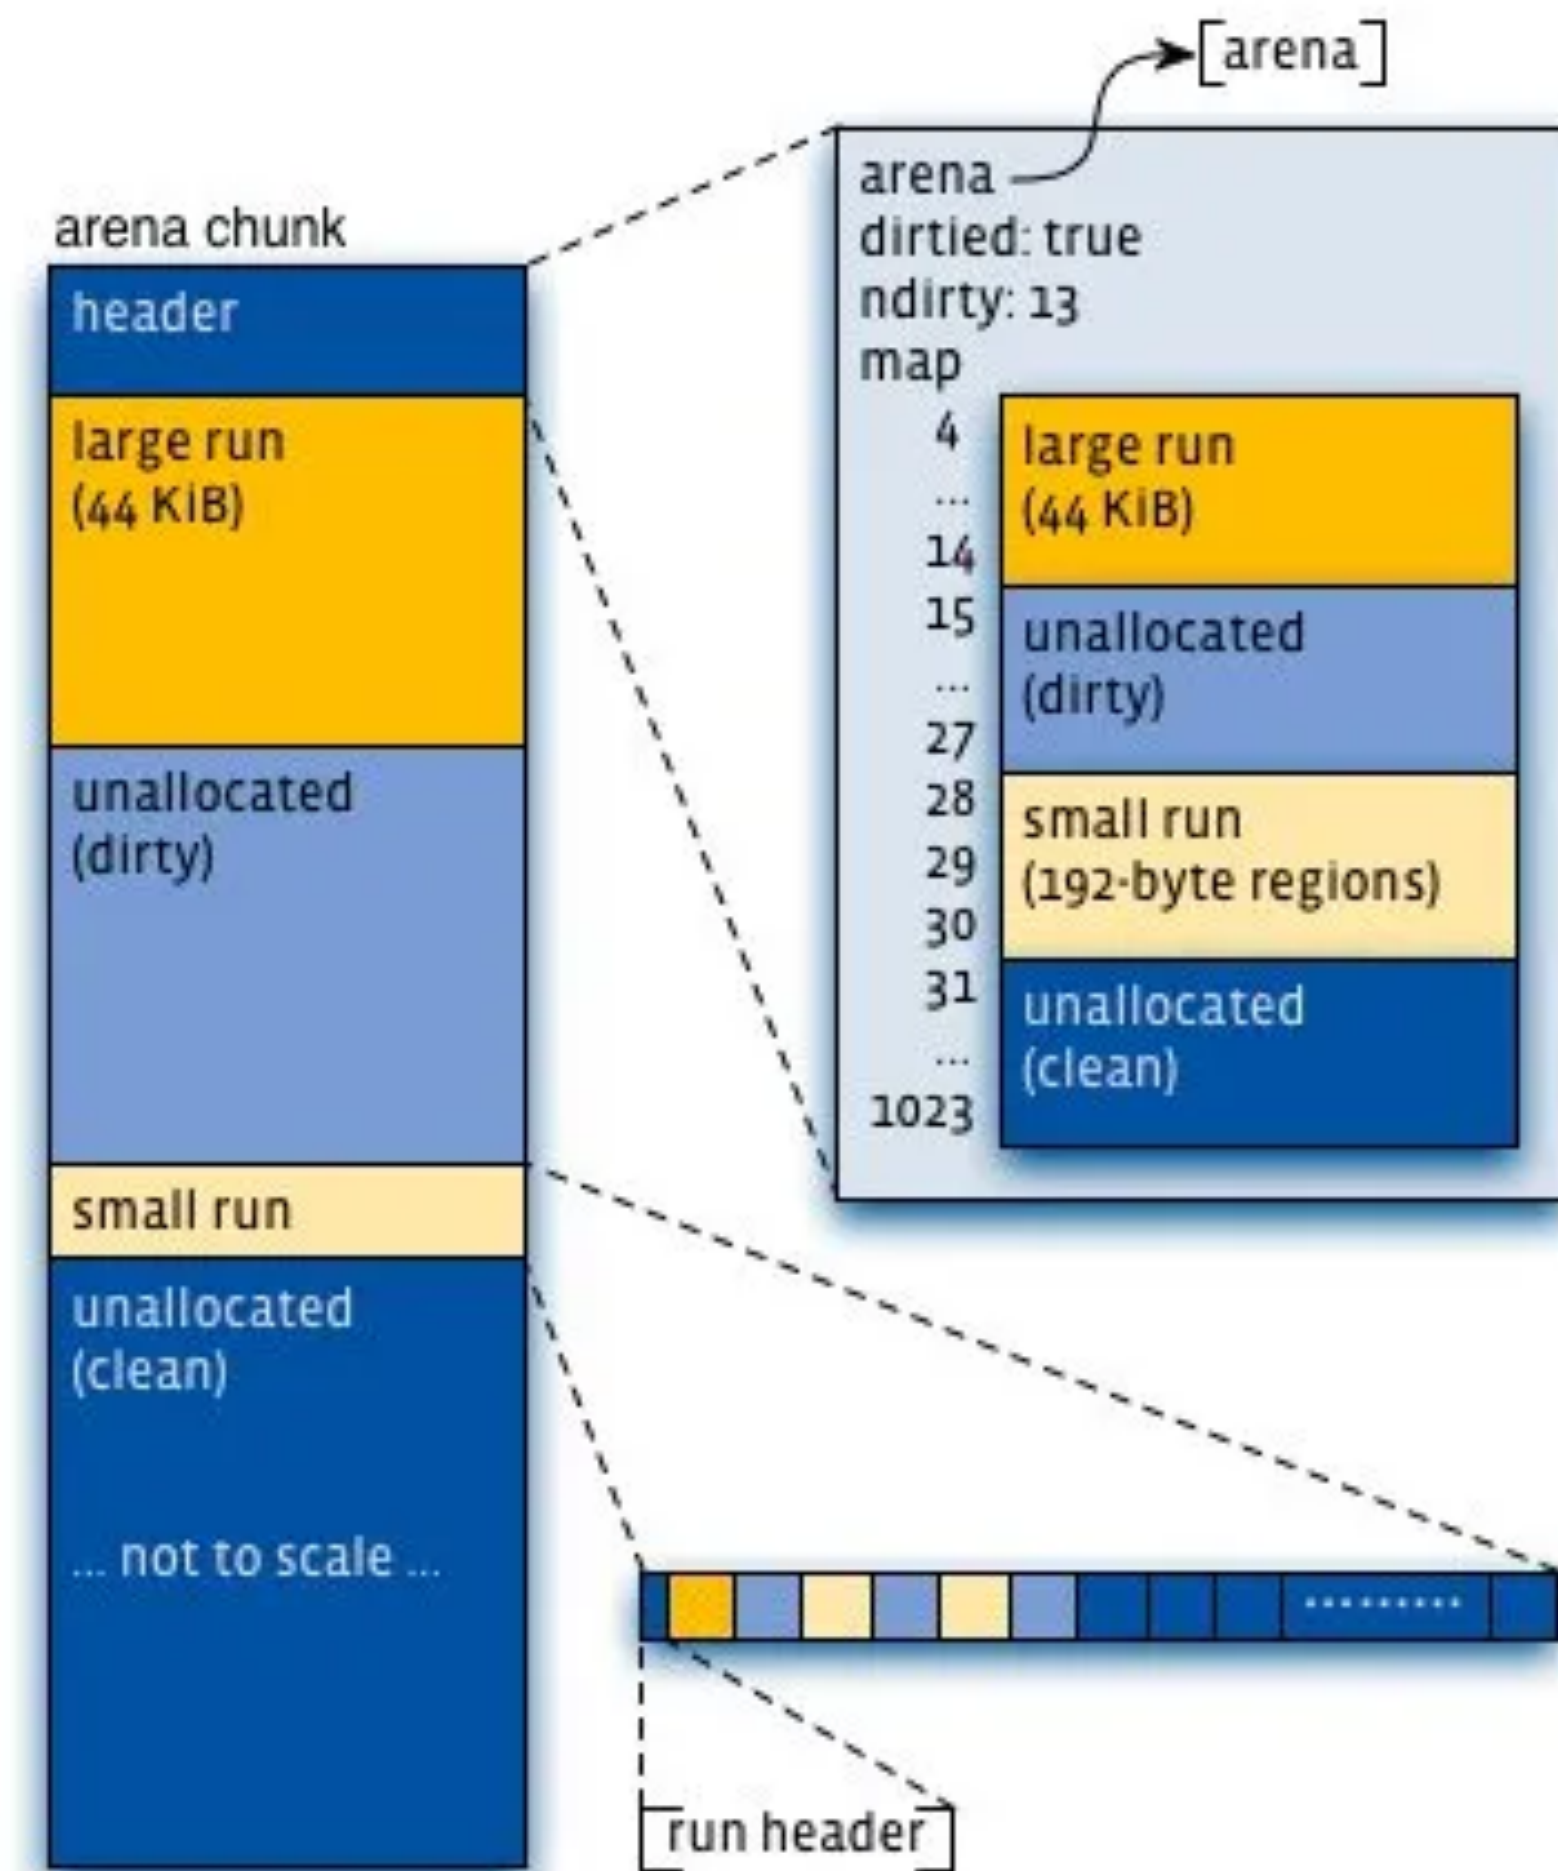 [arena]
arena
dirtied: true
ndirty: 13
map
4
...
14
15
...
27
28
29
30
31
...
1023
large run
(44 KiB)
unallocated
(dirty)
small run
(192-byte regions)
unallocated
(clean)
arena chunk
header
large run
(44 KiB)
unallocated
(dirty)
small run
unallocated
(clean)
... not to scale ...
.........
[run header]